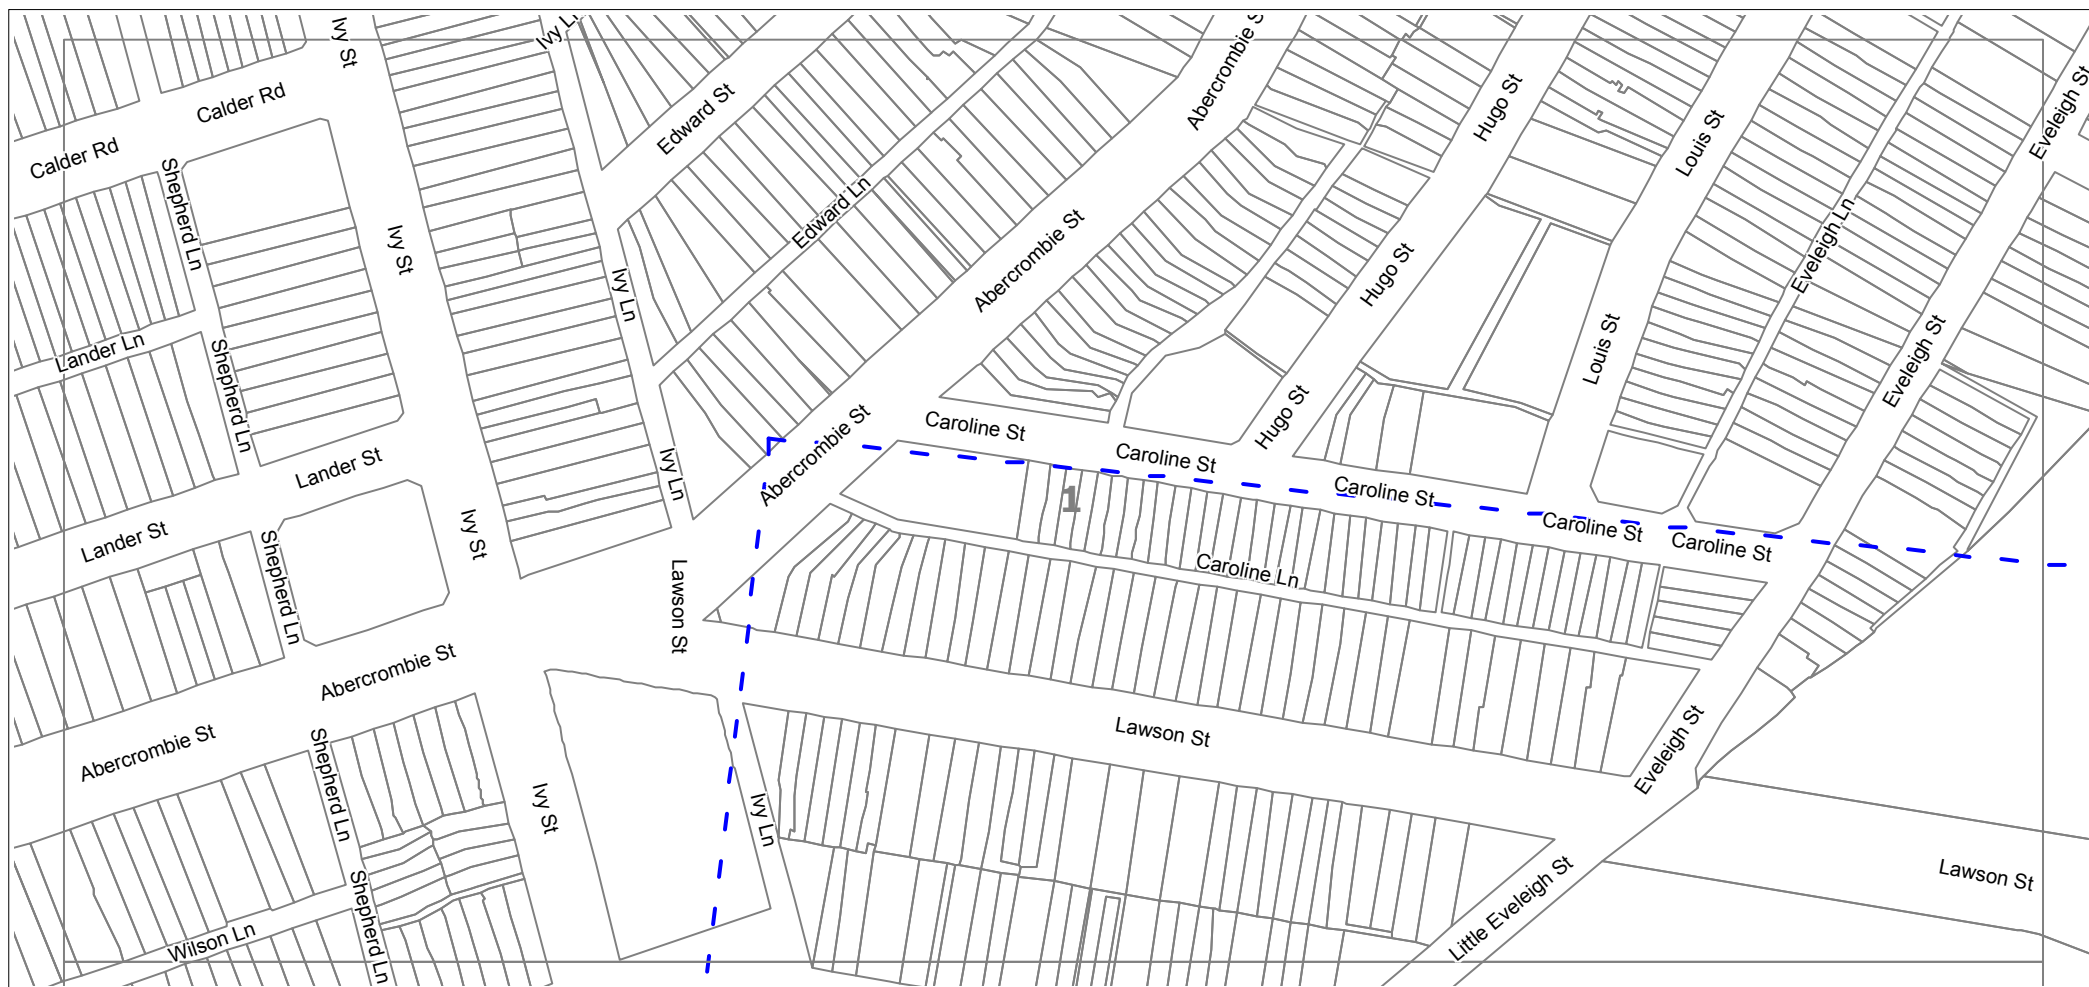 Ivy St
Ivy Ln
Abercrombie St
Calder Rd
Calder Rd
Edward St
Hugo St
Louis St
Eveleigh St
Shepherd Ln
Ivy St
Edward Ln
Abercrombie St
Hugo St
Eveleigh Ln
Ivy Ln
Lander Ln
Shepherd Ln
Louis St
Eveleigh St
Lander St
Ivy Ln
Abercrombie St
Caroline St
Caroline St
Hugo St
Caroline St
1
Caroline St
Caroline St
Lander St
Ivy St
Shepherd Ln
Lawson St
Caroline Ln
Abercrombie St
Abercrombie St
Shepherd Ln
Ivy St
Ivy Ln
Lawson St
Eveleigh St
Shepherd Ln
Wilson Ln
Little Eveleigh St
Lawson St